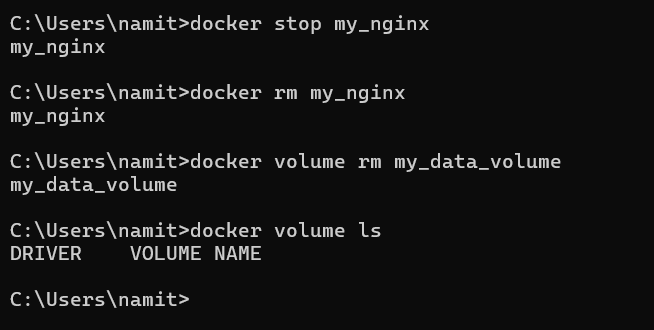 C:\Users\namit>docker stop my_nginx
my_nginx
C:\Users\namit>docker rm my_nginx
my_nginx
C:\Users\namit>docker volume rm my_data_volume
my_data_volume
C:\Users\namit>docker volume ls
DRIVER    VOLUME NAME
C:\Users\namit>